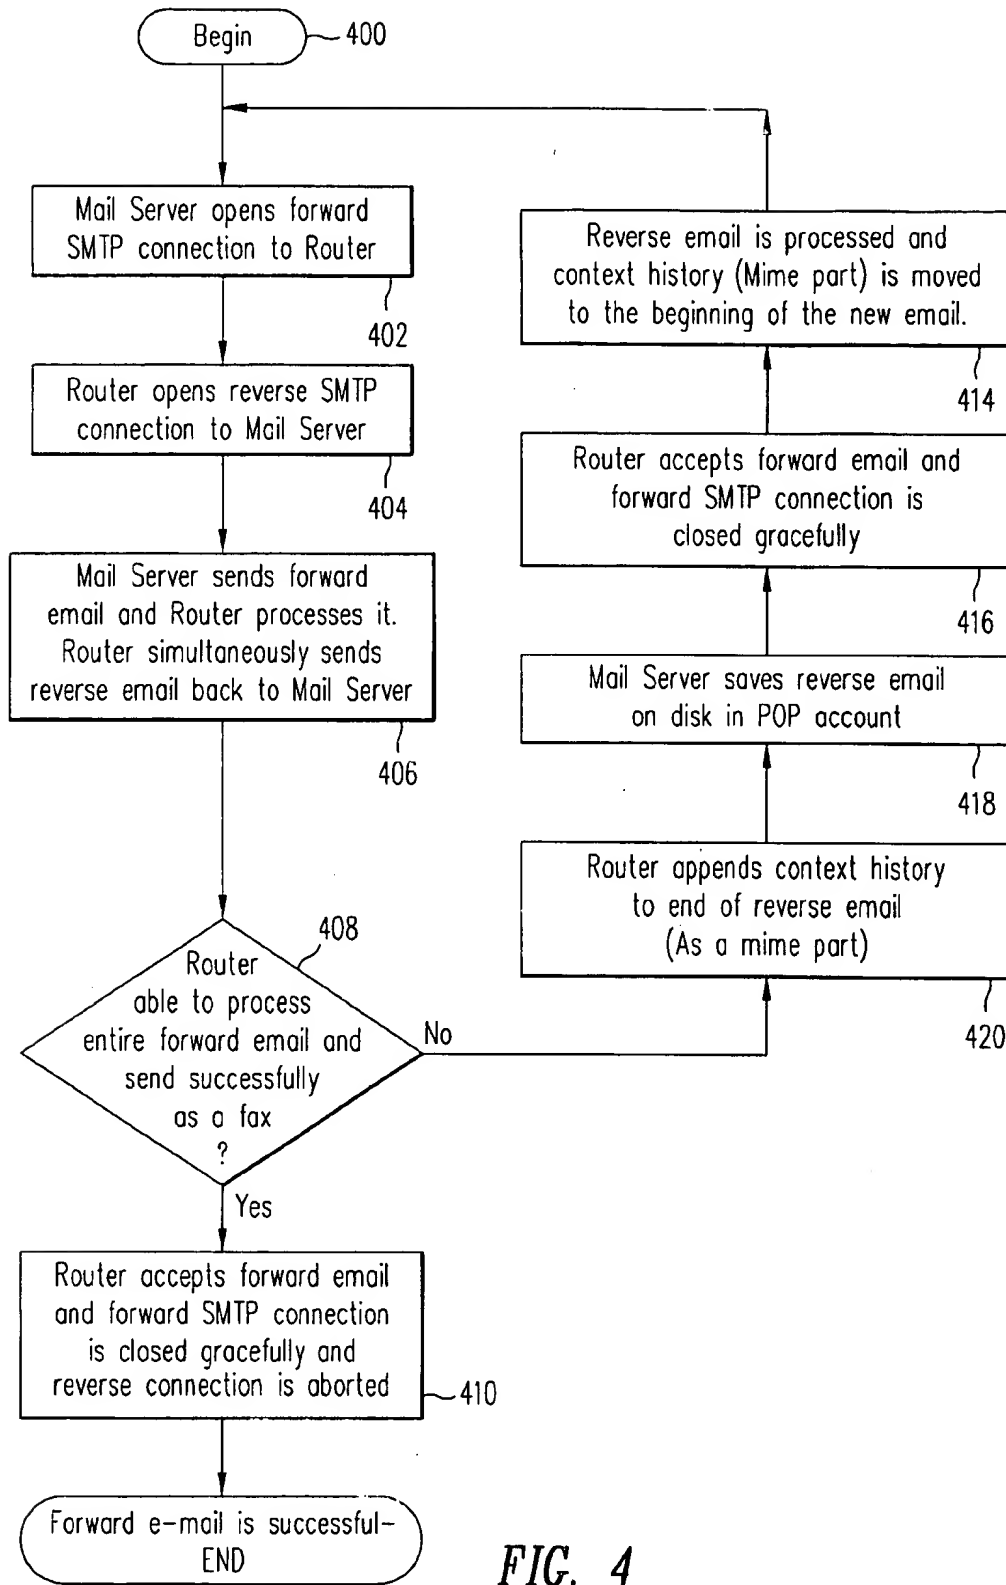 Begin
400
Mail Server opens forward
SMTP connection to Router
402
Router opens reverse SMTP
connection to Mail Server
404
Mail Server sends forward
email and Router processes it.
Router simultaneously sends
reverse email back to Mail Server
406
408
Router
able to process
entire forward email and
send successfully
as a fax
?
No
Yes
Router accepts forward email
and forward SMTP connection
is closed gracefully and
reverse connection is aborted
410
Forward e-mail is successful-
END
Reverse email is processed and
context history (Mime part) is moved
to the beginning of the new email.
414
Router accepts forward email and
forward SMTP connection is
closed gracefully
416
Mail Server saves reverse email
on disk in POP account
418
Router appends context history
to end of reverse email
(As a mime part)
420
FIG. 4